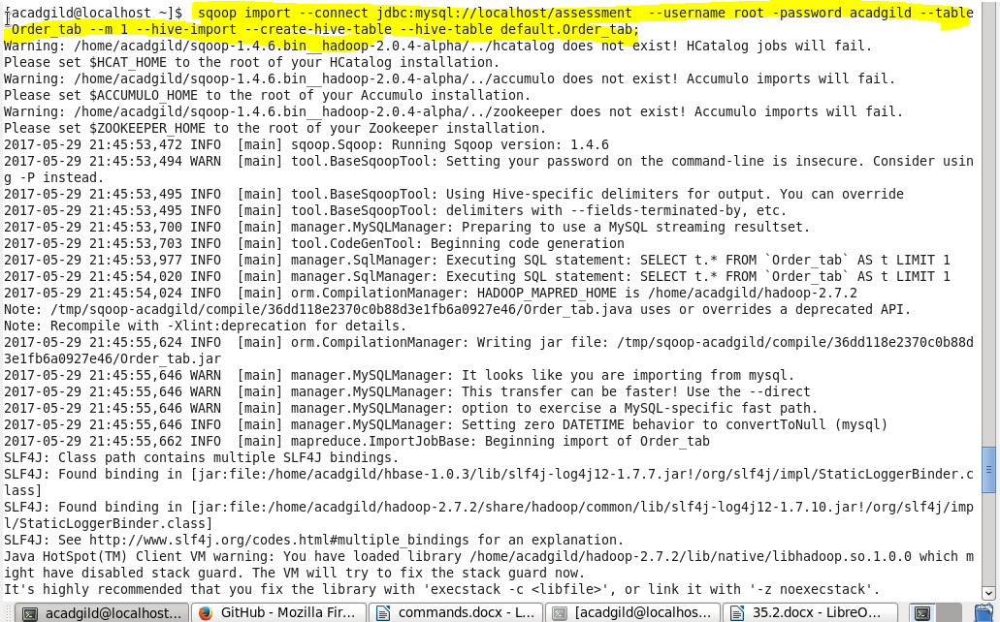 [acadgild@localhost ~]$ sqoop import --connect jdbc:mysql://localhost/assessment  --username root -password acadgild --table
 Order_tab --m 1 --hive-import --create-hive-table --hive-table default.Order_tab;
Warning: /home/acadgild/sqoop-1.4.6.bin__hadoop-2.0.4-alpha/../hcatalog does not exist! HCatalog jobs will fail.
Please set $HCAT_HOME to the root of your HCatalog installation.
Warning: /home/acadgild/sqoop-1.4.6.bin__hadoop-2.0.4-alpha/../accumulo does not exist! Accumulo imports will fail.
Please set $ACCUMULO_HOME to the root of your Accumulo installation.
Warning: /home/acadgild/sqoop-1.4.6.bin__hadoop-2.0.4-alpha/../zookeeper does not exist! Accumulo imports will fail.
Please set $ZOOKEEPER_HOME to the root of your Zookeeper installation.
2017-05-29 21:45:53,472 INFO  [main] sqoop.Sqoop: Running Sqoop version: 1.4.6
2017-05-29 21:45:53,494 WARN  [main] tool.BaseSqoopTool: Setting your password on the command-line is insecure. Consider usin
g -P instead.
2017-05-29 21:45:53,495 INFO  [main] tool.BaseSqoopTool: Using Hive-specific delimiters for output. You can override
2017-05-29 21:45:53,495 INFO  [main] tool.BaseSqoopTool: delimiters with --fields-terminated-by, etc.
2017-05-29 21:45:53,700 INFO  [main] manager.MySQLManager: Preparing to use a MySQL streaming resultset.
2017-05-29 21:45:53,703 INFO  [main] tool.CodeGenTool: Beginning code generation
2017-05-29 21:45:53,977 INFO  [main] manager.SqlManager: Executing SQL statement: SELECT t.* FROM `Order_tab` AS t LIMIT 1
2017-05-29 21:45:54,020 INFO  [main] manager.SqlManager: Executing SQL statement: SELECT t.* FROM `Order_tab` AS t LIMIT 1
2017-05-29 21:45:54,024 INFO  [main] orm.CompilationManager: HADOOP_MAPRED_HOME is /home/acadgild/hadoop-2.7.2
Note: /tmp/sqoop-acadgild/compile/36dd118e2370c0b88d3e1fb6a0927e46/Order_tab.java uses or overrides a deprecated API.
Note: Recompile with -Xlint:deprecation for details.
2017-05-29 21:45:55,624 INFO  [main] orm.CompilationManager: Writing jar file: /tmp/sqoop-acadgild/compile/36dd118e2370c0b88d
3e1fb6a0927e46/Order_tab.jar
2017-05-29 21:45:55,646 WARN  [main] manager.MySQLManager: It looks like you are importing from mysql.
2017-05-29 21:45:55,646 WARN  [main] manager.MySQLManager: This transfer can be faster! Use the --direct
2017-05-29 21:45:55,646 WARN  [main] manager.MySQLManager: option to exercise a MySQL-specific fast path.
2017-05-29 21:45:55,646 INFO  [main] manager.MySQLManager: Setting zero DATETIME behavior to convertToNull (mysql)
2017-05-29 21:45:55,662 INFO  [main] mapreduce.ImportJobBase: Beginning import of Order_tab
SLF4J: Class path contains multiple SLF4J bindings.
SLF4J: Found binding in [jar:file:/home/acadgild/hbase-1.0.3/lib/slf4j-log4j12-1.7.7.jar!/org/slf4j/impl/StaticLoggerBinder.c
lass]
SLF4J: Found binding in [jar:file:/home/acadgild/hadoop-2.7.2/share/hadoop/common/lib/slf4j-log4j12-1.7.10.jar!/org/slf4j/imp
l/StaticLoggerBinder.class]
SLF4J: See http://www.slf4j.org/codes.html#multiple_bindings for an explanation.
Java HotSpot(TM) Client VM warning: You have loaded library /home/acadgild/hadoop-2.7.2/lib/native/libhadoop.so.1.0.0 which m
ight have disabled stack guard. The VM will try to fix the stack guard now.
It's highly recommended that you fix the library with 'execstack -c <libfile>', or link it with '-z noexecstack'.
acadgild@localhost... GitHub - Mozilla Fir... commands.docx - L... [acadgild@localhos... 35.2.docx - LibreO...